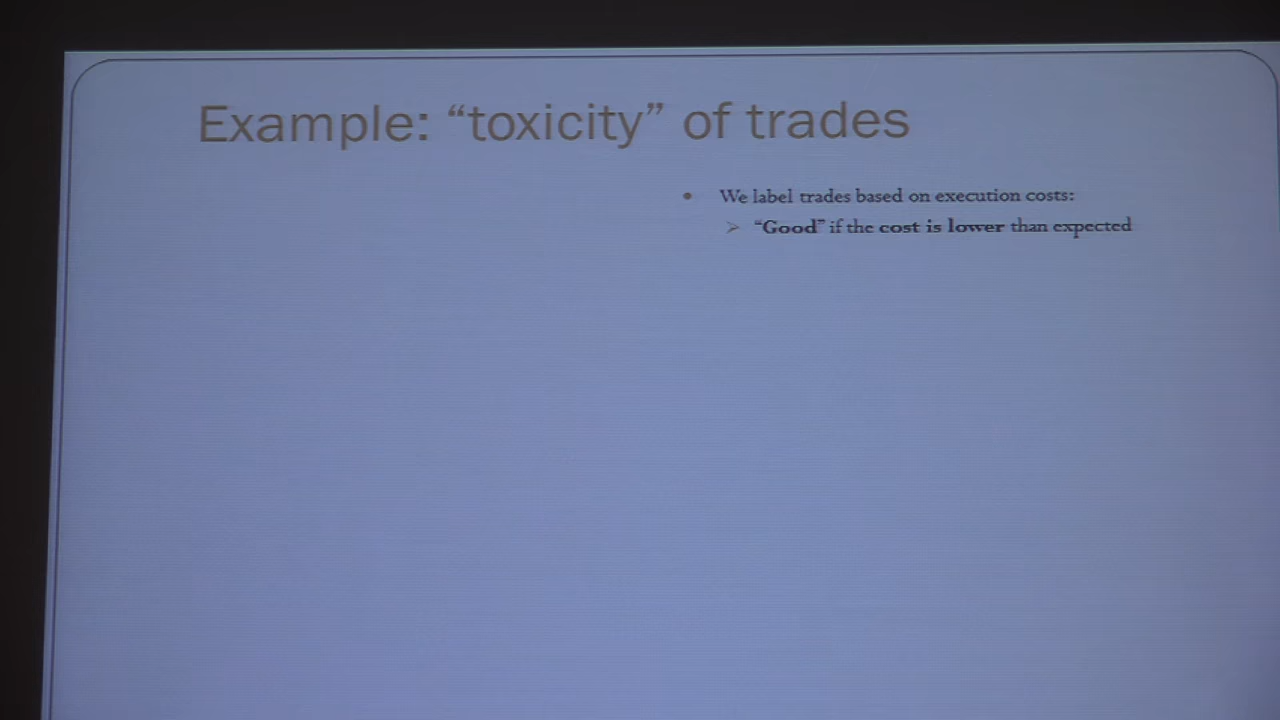 Example: “toxicity” of trades
• We label trades based on execution costs:
➢ “Good” if the cost is lower than expected